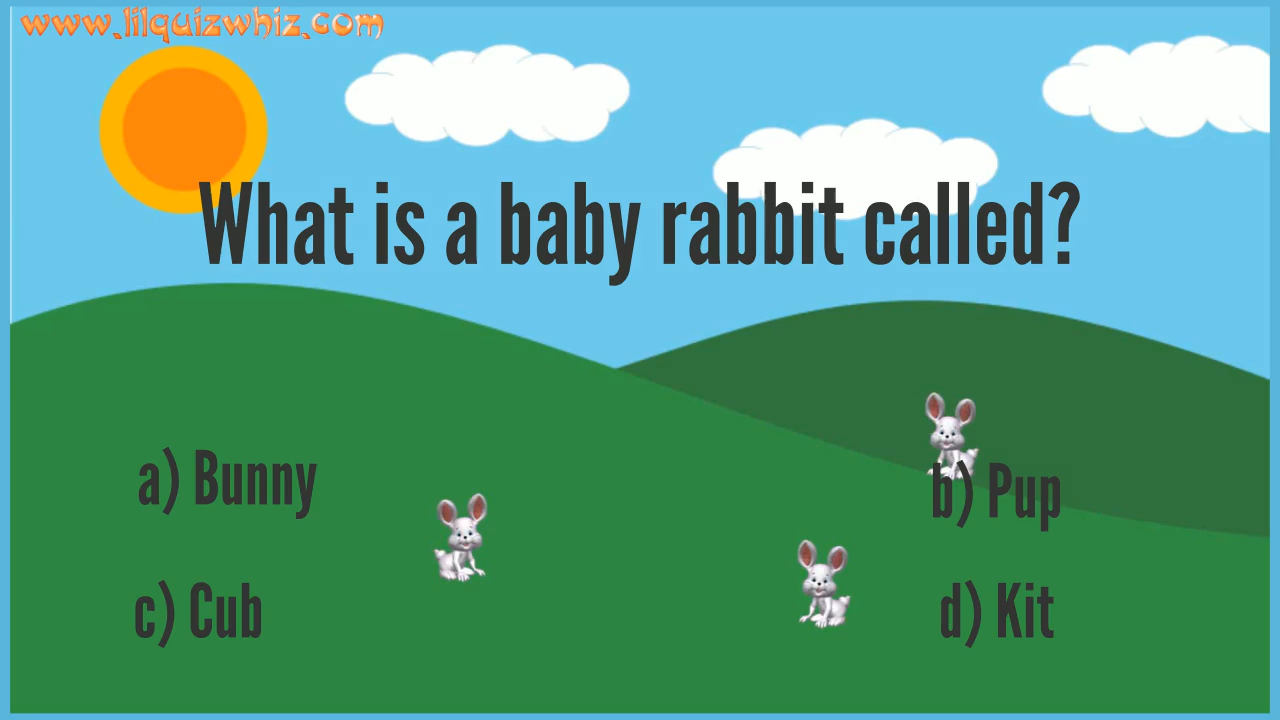 www.lilquizwhiz.com
What is a baby rabbit called?
a) Bunny
b) Pup
c) Cub
d) Kit